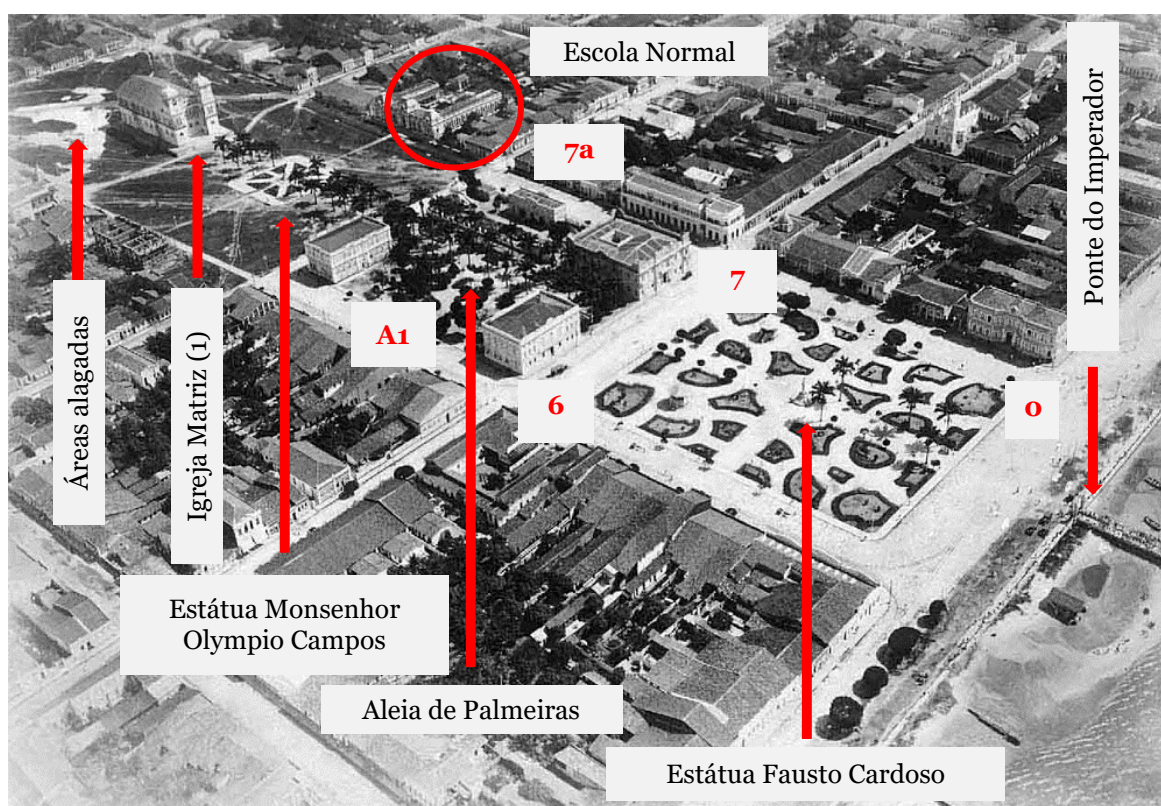 Escola Normal
Ponte do Imperador
7a
7
A1
6
0
Áreas alagadas
Igreja Matriz (1)
Estátua Monsenhor
Olympio Campos
Aleia de Palmeiras
Estátua Fausto Cardoso